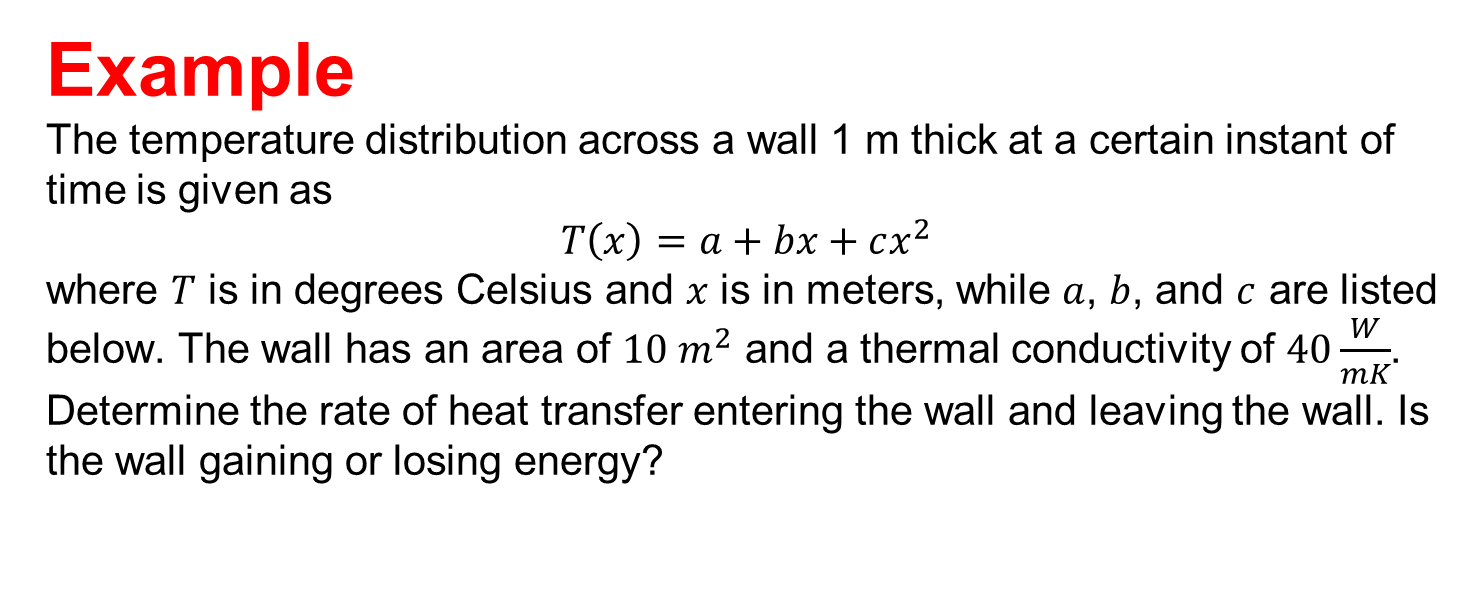 Example
The temperature distribution across a wall 1 m thick at a certain instant of
time is given as
T(x) = a + bx + cx²
where T is in degrees Celsius and x is in meters, while a, b, and c are listed
below. The wall has an area of 10 m² and a thermal conductivity of 40 W/mK.
Determine the rate of heat transfer entering the wall and leaving the wall. Is
the wall gaining or losing energy?